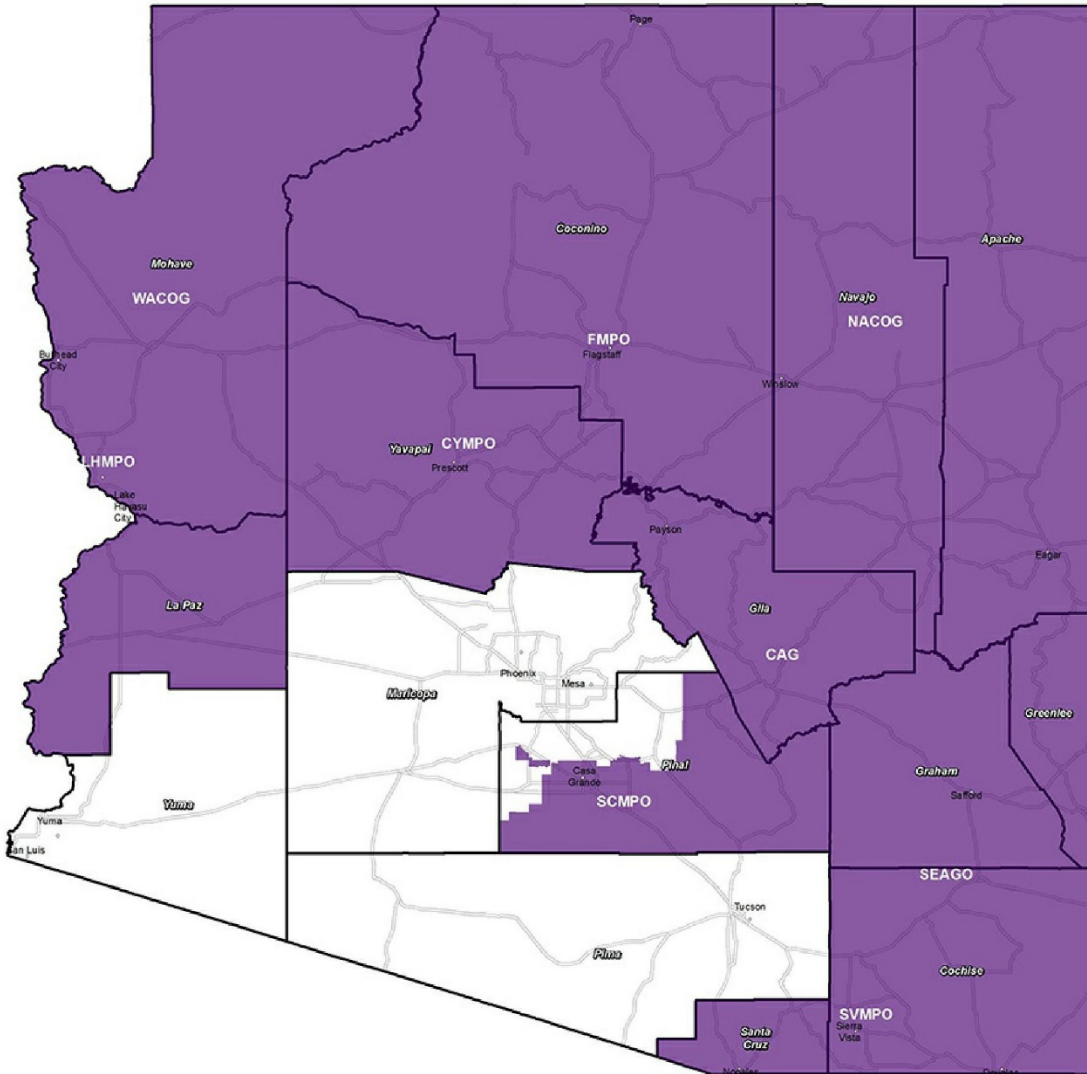 Page
Coconino
Apache
Mohave
WACOG
Navajo
NACOG
FMPO
Flagstaff
Bullhead
City
Winslow
Yavapai
CYMPO
Prescott
LHMPO
Lake
Havasu
City
Payson
Eagar
La Paz
Gila
CAG
Phoenix
Mesa
Maricopa
Greenlee
Pinal
Casa
Grande
SCMPO
Graham
Safford
Yuma
Yuma
San Luis
SEAGO
Tucson
Pima
Cochise
SVMPO
Sierra
Vista
Santa
Cruz
Nogales
Douglas